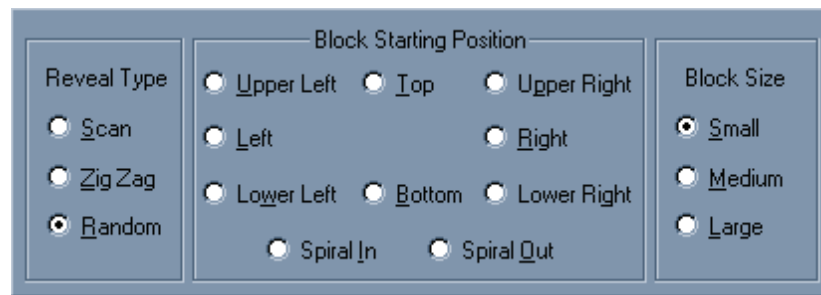 Block Starting Position
Reveal Type
Scan
Zig Zag
Random
Upper Left Top Upper Right
Left Right
Lower Left Bottom Lower Right
Spiral In Spiral Out
Block Size
Small
Medium
Large